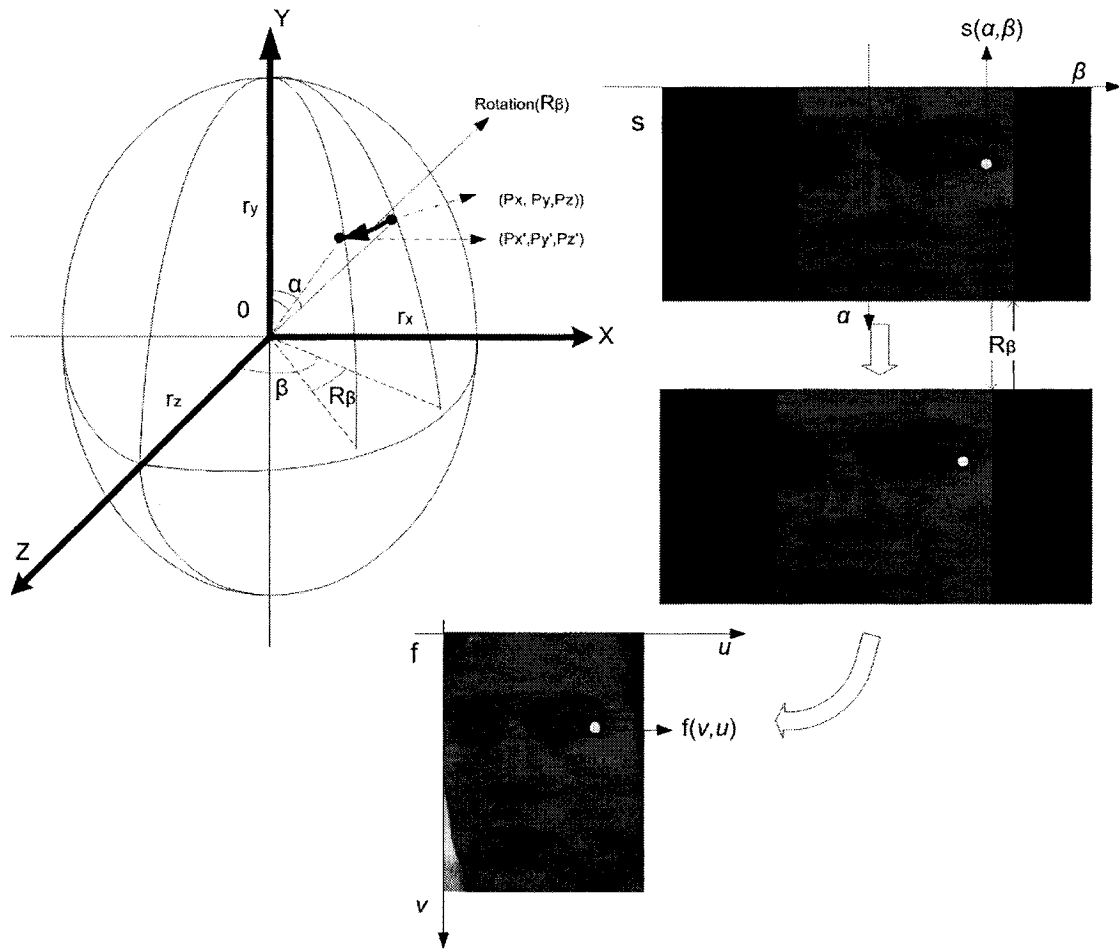 Y
Rotation(Rβ)
(Px, Py,Pz))
(Px',Py',Pz')
ry
α
0
rx
X
β
Rβ
rz
Z
s(α,β)
β
s
α
Rβ
f
u
f(v,u)
v